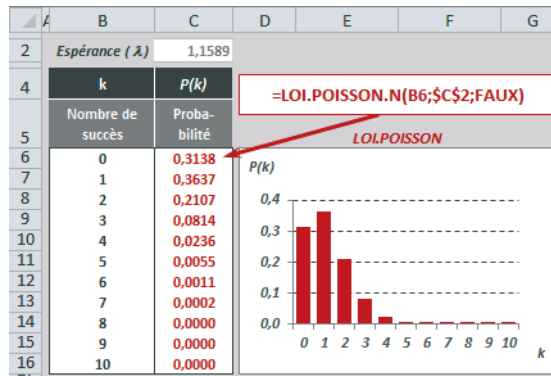 A B C D E F G
2 Espérance (λ) 1,1589
4 k P(k)
=LOI.POISSON.N(B6;$C$2;FAUX)
5 Nombre de succès Proba-bilité
LOI.POISSON
6 0 0,3138
7 1 0,3637
8 2 0,2107
9 3 0,0814
10 4 0,0236
11 5 0,0055
12 6 0,0011
13 7 0,0002
14 8 0,0000
15 9 0,0000
16 10 0,0000
P(k)
0,4
0,3
0,2
0,1
0,0
0 1 2 3 4 5 6 7 8 9 10
k